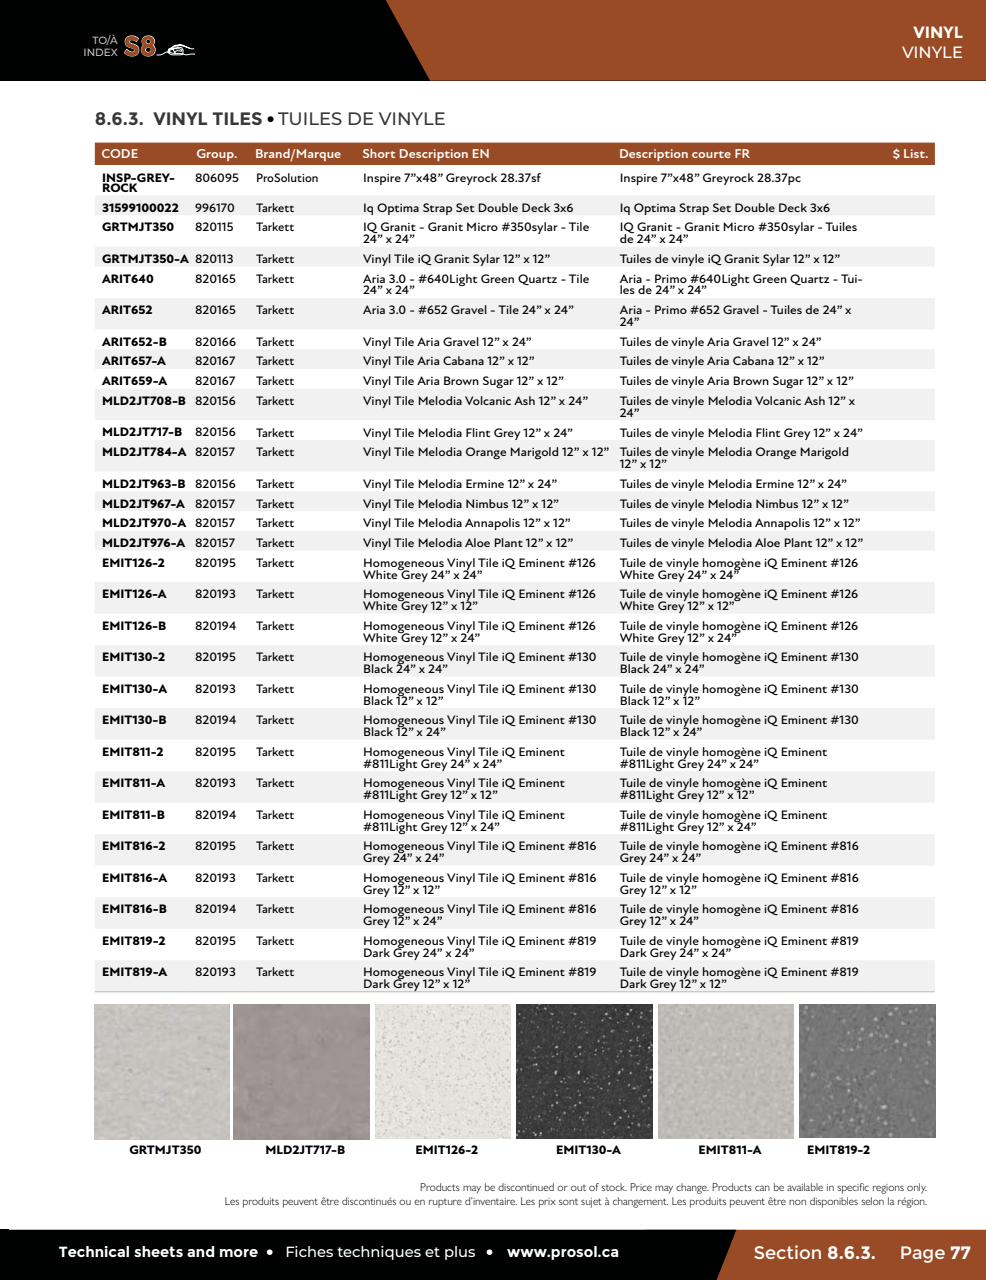 TO/À
INDEX S8
VINYL
VINYLE
8.6.3. VINYL TILES • TUILES DE VINYLE
CODE Group. Brand/Marque Short Description EN Description courte FR $ List.
INSP-GREY- 806095 ProSolution Inspire 7”x48” Greyrock 28.37sf Inspire 7”x48” Greyrock 28.37pc
ROCK
31599100022 996170 Tarkett Iq Optima Strap Set Double Deck 3x6 Iq Optima Strap Set Double Deck 3x6
GRTMJT350 820115 Tarkett IQ Granit - Granit Micro #350sylar - Tile IQ Granit - Granit Micro #350sylar - Tuiles
24” x 24” de 24” x 24”
GRTMJT350-A 820113 Tarkett Vinyl Tile iQ Granit Sylar 12” x 12” Tuiles de vinyle iQ Granit Sylar 12” x 12”
ARIT640 820165 Tarkett Aria 3.0 - #640Light Green Quartz - Tile Aria - Primo #640Light Green Quartz - Tui-
24” x 24” les de 24” x 24”
ARIT652 820165 Tarkett Aria 3.0 - #652 Gravel - Tile 24” x 24” Aria - Primo #652 Gravel - Tuiles de 24” x
24”
ARIT652-B 820166 Tarkett Vinyl Tile Aria Gravel 12” x 24” Tuiles de vinyle Aria Gravel 12” x 24”
ARIT657-A 820167 Tarkett Vinyl Tile Aria Cabana 12” x 12” Tuiles de vinyle Aria Cabana 12” x 12”
ARIT659-A 820167 Tarkett Vinyl Tile Aria Brown Sugar 12” x 12” Tuiles de vinyle Aria Brown Sugar 12” x 12”
MLD2JT708-B 820156 Tarkett Vinyl Tile Melodia Volcanic Ash 12” x 24” Tuiles de vinyle Melodia Volcanic Ash 12” x
24”
MLD2JT717-B 820156 Tarkett Vinyl Tile Melodia Flint Grey 12” x 24” Tuiles de vinyle Melodia Flint Grey 12” x 24”
MLD2JT784-A 820157 Tarkett Vinyl Tile Melodia Orange Marigold 12” x 12” Tuiles de vinyle Melodia Orange Marigold
12” x 12”
MLD2JT963-B 820156 Tarkett Vinyl Tile Melodia Ermine 12” x 24” Tuiles de vinyle Melodia Ermine 12” x 24”
MLD2JT967-A 820157 Tarkett Vinyl Tile Melodia Nimbus 12” x 12” Tuiles de vinyle Melodia Nimbus 12” x 12”
MLD2JT970-A 820157 Tarkett Vinyl Tile Melodia Annapolis 12” x 12” Tuiles de vinyle Melodia Annapolis 12” x 12”
MLD2JT976-A 820157 Tarkett Vinyl Tile Melodia Aloe Plant 12” x 12” Tuiles de vinyle Melodia Aloe Plant 12” x 12”
EMIT126-2 820195 Tarkett Homogeneous Vinyl Tile iQ Eminent #126 Tuile de vinyle homogène iQ Eminent #126
White Grey 24” x 24” White Grey 24” x 24”
EMIT126-A 820193 Tarkett Homogeneous Vinyl Tile iQ Eminent #126 Tuile de vinyle homogène iQ Eminent #126
White Grey 12” x 12” White Grey 12” x 12”
EMIT126-B 820194 Tarkett Homogeneous Vinyl Tile iQ Eminent #126 Tuile de vinyle homogène iQ Eminent #126
White Grey 12” x 24” White Grey 12” x 24”
EMIT130-2 820195 Tarkett Homogeneous Vinyl Tile iQ Eminent #130 Tuile de vinyle homogène iQ Eminent #130
Black 24” x 24” Black 24” x 24”
EMIT130-A 820193 Tarkett Homogeneous Vinyl Tile iQ Eminent #130 Tuile de vinyle homogène iQ Eminent #130
Black 12” x 12” Black 12” x 12”
EMIT130-B 820194 Tarkett Homogeneous Vinyl Tile iQ Eminent #130 Tuile de vinyle homogène iQ Eminent #130
Black 12” x 24” Black 12” x 24”
EMIT811-2 820195 Tarkett Homogeneous Vinyl Tile iQ Eminent Tuile de vinyle homogène iQ Eminent
#811Light Grey 24” x 24” #811Light Grey 24” x 24”
EMIT811-A 820193 Tarkett Homogeneous Vinyl Tile iQ Eminent Tuile de vinyle homogène iQ Eminent
#811Light Grey 12” x 12” #811Light Grey 12” x 12”
EMIT811-B 820194 Tarkett Homogeneous Vinyl Tile iQ Eminent Tuile de vinyle homogène iQ Eminent
#811Light Grey 12” x 24” #811Light Grey 12” x 24”
EMIT816-2 820195 Tarkett Homogeneous Vinyl Tile iQ Eminent #816 Tuile de vinyle homogène iQ Eminent #816
Grey 24” x 24” Grey 24” x 24”
EMIT816-A 820193 Tarkett Homogeneous Vinyl Tile iQ Eminent #816 Tuile de vinyle homogène iQ Eminent #816
Grey 12” x 12” Grey 12” x 12”
EMIT816-B 820194 Tarkett Homogeneous Vinyl Tile iQ Eminent #816 Tuile de vinyle homogène iQ Eminent #816
Grey 12” x 24” Grey 12” x 24”
EMIT819-2 820195 Tarkett Homogeneous Vinyl Tile iQ Eminent #819 Tuile de vinyle homogène iQ Eminent #819
Dark Grey 24” x 24” Dark Grey 24” x 24”
EMIT819-A 820193 Tarkett Homogeneous Vinyl Tile iQ Eminent #819 Tuile de vinyle homogène iQ Eminent #819
Dark Grey 12” x 12” Dark Grey 12” x 12”
GRTMJT350 MLD2JT717-B EMIT126-2 EMIT130-A EMIT811-A EMIT819-2
Products may be discontinued or out of stock. Price may change. Products can be available in specific regions only.
Les produits peuvent être discontinués ou en rupture d’inventaire. Les prix sont sujet à changement. Les produits peuvent être non disponibles selon la région.
Technical sheets and more • Fiches techniques et plus • www.prosol.ca Section 8.6.3. Page 77